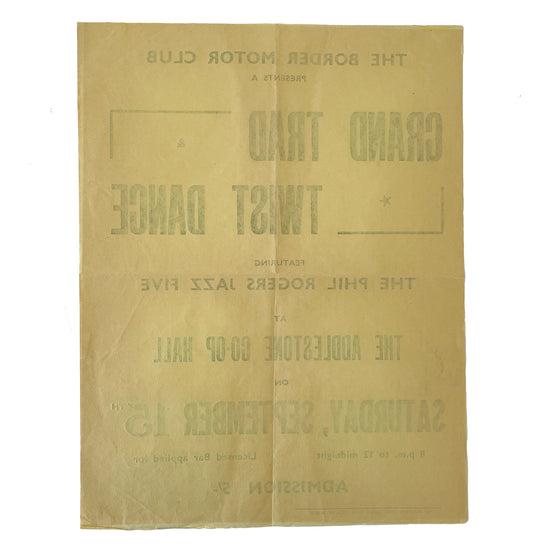 THE BORDER MOTOR CLUB
PRESENTS A
GRAND TRAD &
* TWIST DANCE
FEATURING
THE PHIL ROGERS JAZZ FIVE
AT
THE ADDLESTONE CO-OP HALL
ON
SATURDAY, SEPTEMBER 15TH
8 p.m. to 12 midnight Licensed Bar applied for
ADMISSION 5/-